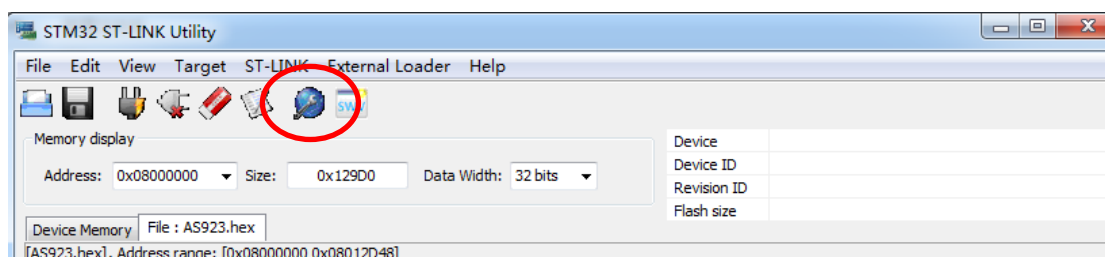 STM32 ST-LINK Utility
File Edit View Target ST-LINK External Loader Help
SWV
Memory display
Address: 0x08000000 Size: 0x129D0 Data Width: 32 bits
Device
Device ID
Revision ID
Flash size
Device Memory File : AS923.hex
[AS923.hex], Address range: [0x08000000 0x08012D48]